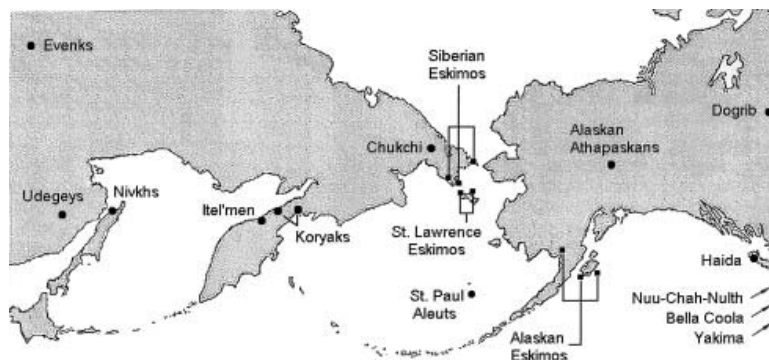 Evenks
Siberian
Eskimos
Dogrib
Chukchi
Alaskan
Athapaskans
Udegeys
Nivkhs
Itel'men
Koryaks
St. Lawrence
Eskimos
Haida
St. Paul
Aleuts
Nuu-Chah-Nulth
Bella Coola
Yakima
Alaskan
Eskimos